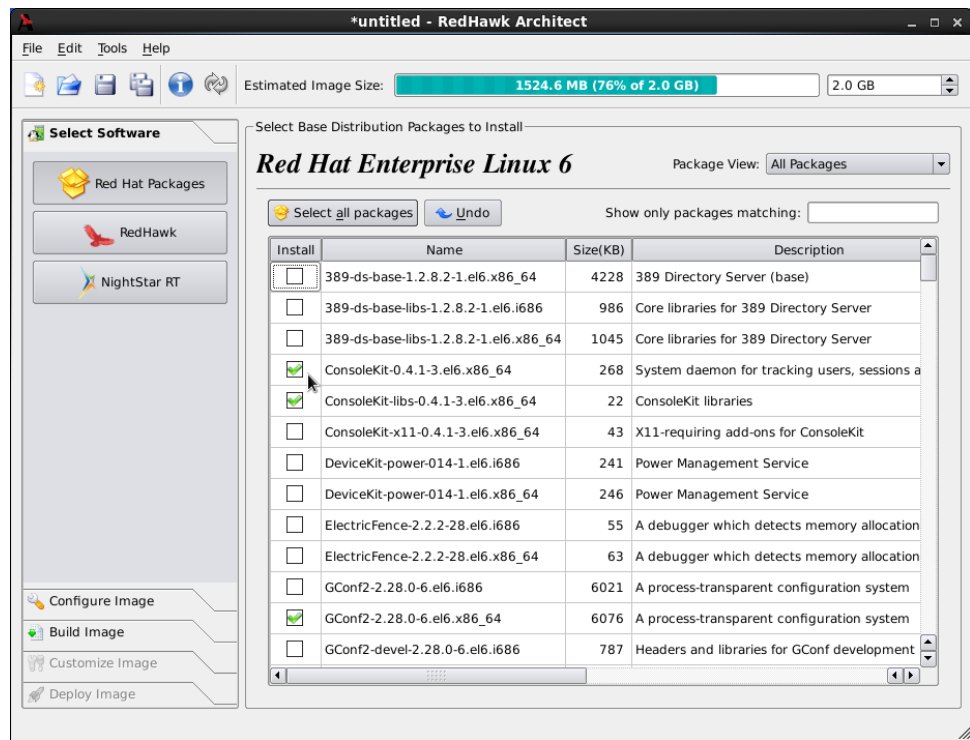 *untitled - RedHawk Architect
File Edit Tools Help
Estimated Image Size: 1524.6 MB (76% of 2.0 GB) 2.0 GB
Select Software
Red Hat Packages
RedHawk
NightStar RT
Configure Image
Build Image
Customize Image
Deploy Image
Select Base Distribution Packages to Install
Red Hat Enterprise Linux 6
Package View: All Packages
Select all packages Undo Show only packages matching:
Install Name Size(KB) Description
389-ds-base-1.2.8.2-1.el6.x86_64 4228 389 Directory Server (base)
389-ds-base-libs-1.2.8.2-1.el6.i686 986 Core libraries for 389 Directory Server
389-ds-base-libs-1.2.8.2-1.el6.x86_64 1045 Core libraries for 389 Directory Server
ConsoleKit-0.4.1-3.el6.x86_64 268 System daemon for tracking users, sessions a
ConsoleKit-libs-0.4.1-3.el6.x86_64 22 ConsoleKit libraries
ConsoleKit-x11-0.4.1-3.el6.x86_64 43 X11-requiring add-ons for ConsoleKit
DeviceKit-power-014-1.el6.i686 241 Power Management Service
DeviceKit-power-014-1.el6.x86_64 246 Power Management Service
ElectricFence-2.2.2-28.el6.i686 55 A debugger which detects memory allocation
ElectricFence-2.2.2-28.el6.x86_64 63 A debugger which detects memory allocation
GConf2-2.28.0-6.el6.i686 6021 A process-transparent configuration system
GConf2-2.28.0-6.el6.x86_64 6076 A process-transparent configuration system
GConf2-devel-2.28.0-6.el6.i686 787 Headers and libraries for GConf development